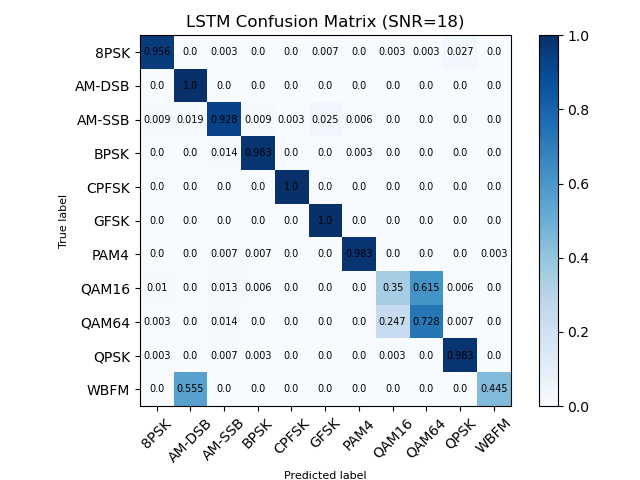 LSTM Confusion Matrix (SNR=18)
8PSK 0.956 0.0 0.003 0.0 0.0 0.007 0.0 0.003 0.003 0.027 0.0
AM-DSB 0.0 1.0 0.0 0.0 0.0 0.0 0.0 0.0 0.0 0.0 0.0
AM-SSB 0.009 0.019 0.928 0.009 0.003 0.025 0.006 0.0 0.0 0.0 0.0
BPSK 0.0 0.0 0.014 0.983 0.0 0.0 0.003 0.0 0.0 0.0 0.0
CPFSK 0.0 0.0 0.0 0.0 1.0 0.0 0.0 0.0 0.0 0.0 0.0
GFSK 0.0 0.0 0.0 0.0 0.0 1.0 0.0 0.0 0.0 0.0 0.0
PAM4 0.0 0.0 0.007 0.007 0.0 0.0 0.983 0.0 0.0 0.0 0.003
QAM16 0.01 0.0 0.013 0.006 0.0 0.0 0.0 0.35 0.615 0.006 0.0
QAM64 0.003 0.0 0.014 0.0 0.0 0.0 0.0 0.247 0.728 0.007 0.0
QPSK 0.003 0.0 0.007 0.003 0.0 0.0 0.0 0.003 0.0 0.983 0.0
WBFM 0.0 0.555 0.0 0.0 0.0 0.0 0.0 0.0 0.0 0.0 0.445
8PSK AM-DSB AM-SSB BPSK CPFSK GFSK PAM4 QAM16 QAM64 QPSK WBFM
Predicted label
True label
1.0
0.8
0.6
0.4
0.2
0.0